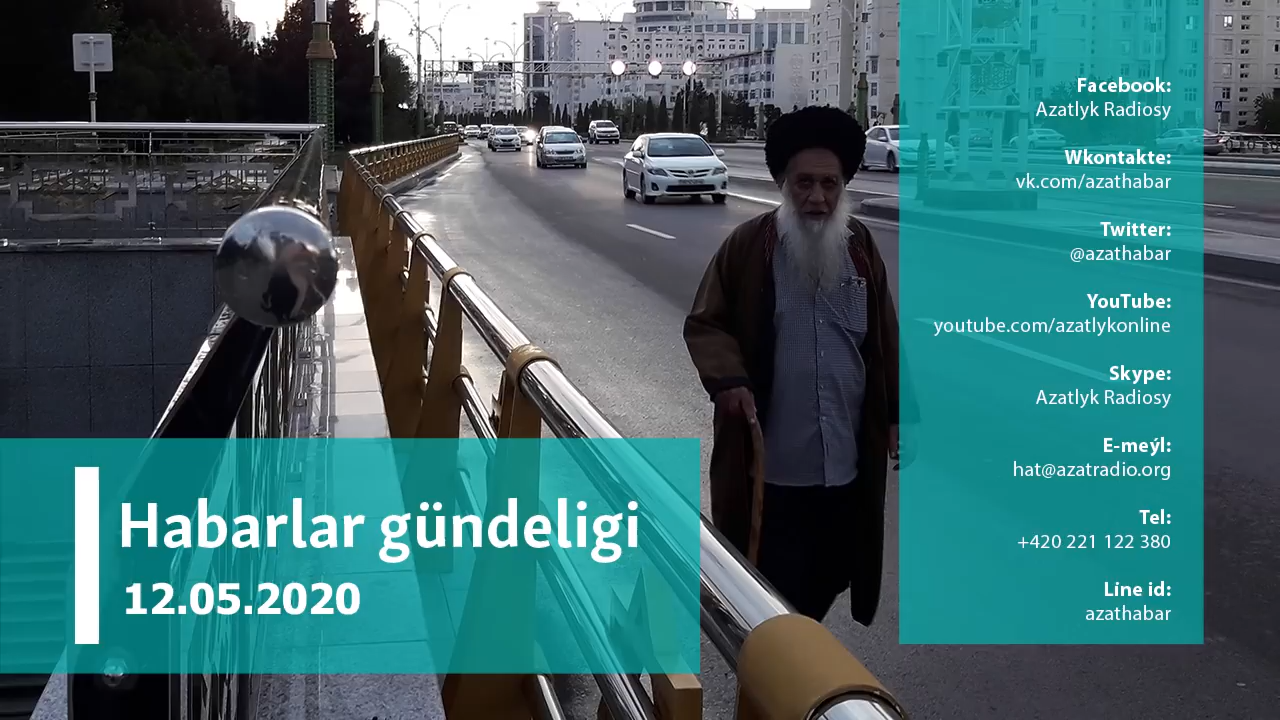 Habarlar gündeligi
12.05.2020
Facebook:
Azatlyk Radiosy
Wkontakte:
vk.com/azathabar
Twitter:
@azathabar
YouTube:
youtube.com/azatlykonline
Skype:
Azatlyk Radiosy
E-meýl:
hat@azatradio.org
Tel:
+420 221 122 380
Line id:
azathabar